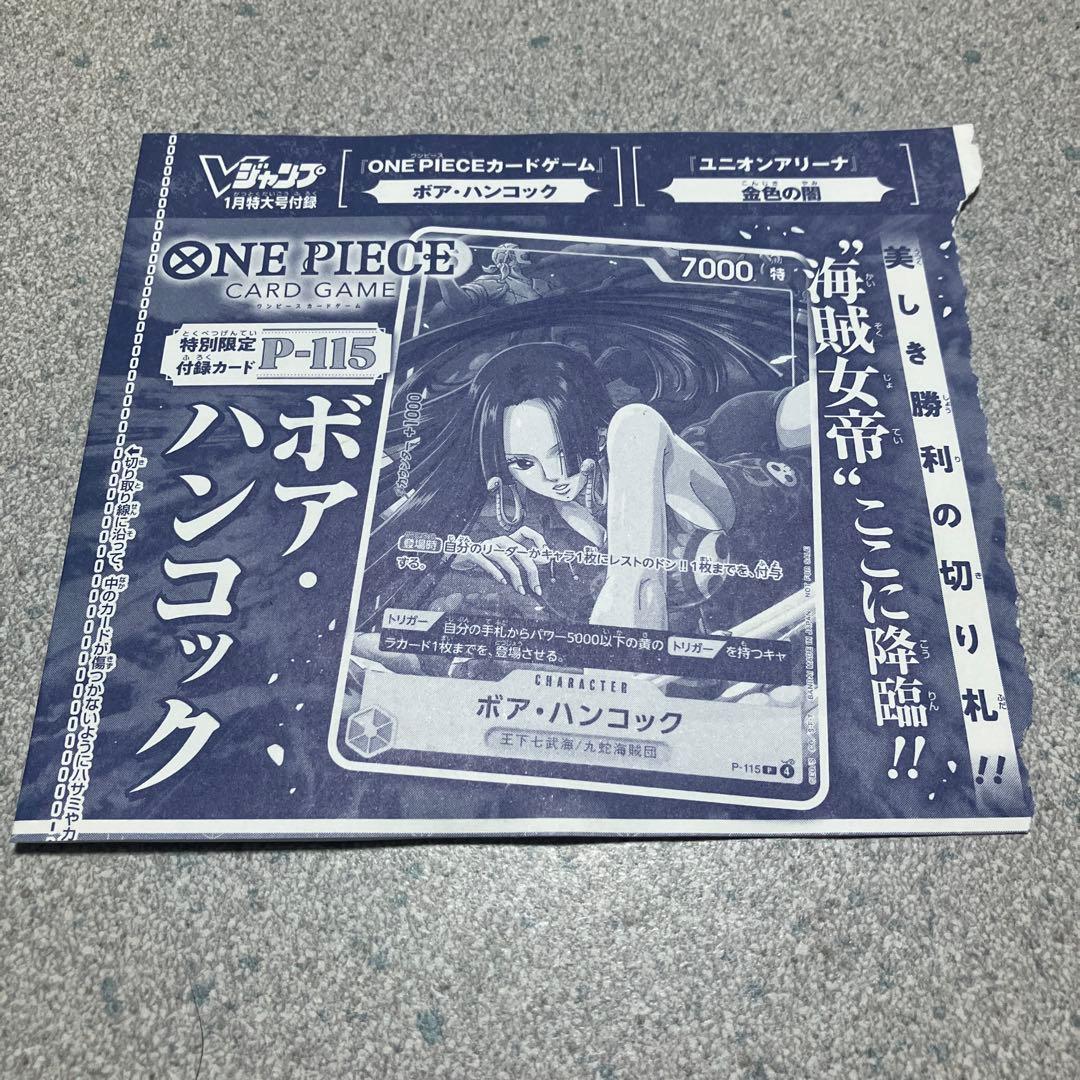 Vジャンプ
1月特大号付録
『ONE PIECEカードゲーム』
ボア・ハンコック
『ユニオンアリーナ』
金色の闇
ONE PIECE
CARD GAME
ワンピースカードゲーム
特別限定
付録カード
P-115
ボア・
ハンコック
切り取り線に沿って、中のカードが傷つかないようにハサミやカ
7000 特
+1000
登場時 自分のリーダーかキャラ1枚にレストのドン!!1枚までを、付与
する。
トリガー 自分の手札からパワー5000以下の黄の トリガー を持つキャ
ラカード1枚までを、登場させる。
CHARACTER
ボア・ハンコック
王下七武海/九蛇海賊団
P-115 P 4
BANDAI MADE IN JAPAN NOT FOR SALE
美しき勝利の切り札!!
“海賊女帝“ここに降臨!!